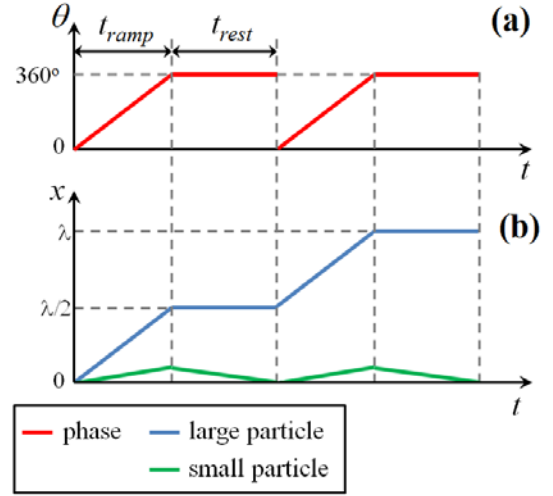 θ
(a)
t_ramp t_rest
360°
0
t
x
λ
(b)
λ/2
0
t
phase large particle
small particle